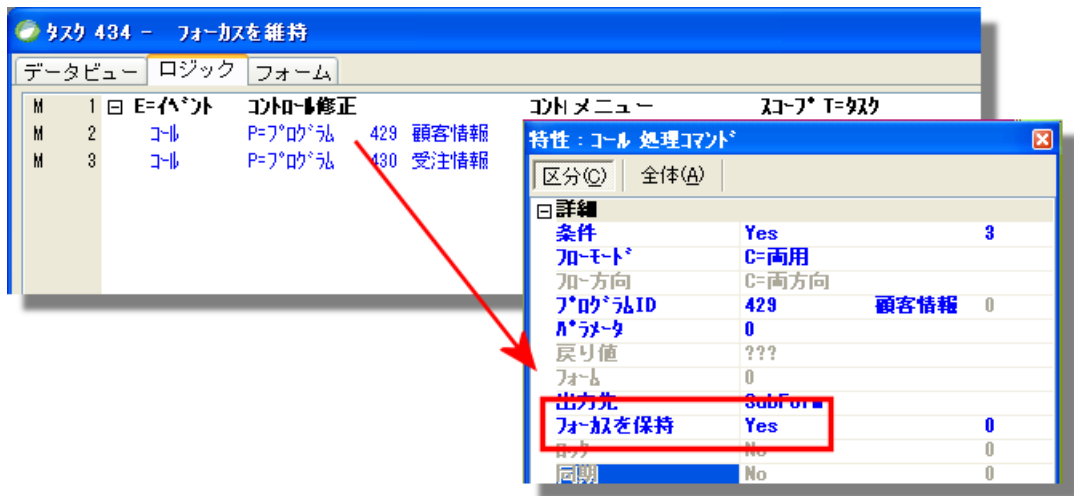 タスク 434 - フォーカスを維持
データビュー ロジック フォーム
M 1 E=イベント コントロール修正 コントメニュー スコープ T=タスク
M 2 コール P=プログラム 429 顧客情報
M 3 コール P=プログラム 430 受注情報
特性:コール 処理コマンド
区分(C) 全体(A)
詳細
条件 Yes 3
フローモード C=両用
フロー方向 C=両方向
プログラムID 429 顧客情報 0
パラメータ 0
戻り値 ???
フォーム 0
出力先 SubForm
フォーカスを保持 Yes 0
ロック No 0
同期 No 0